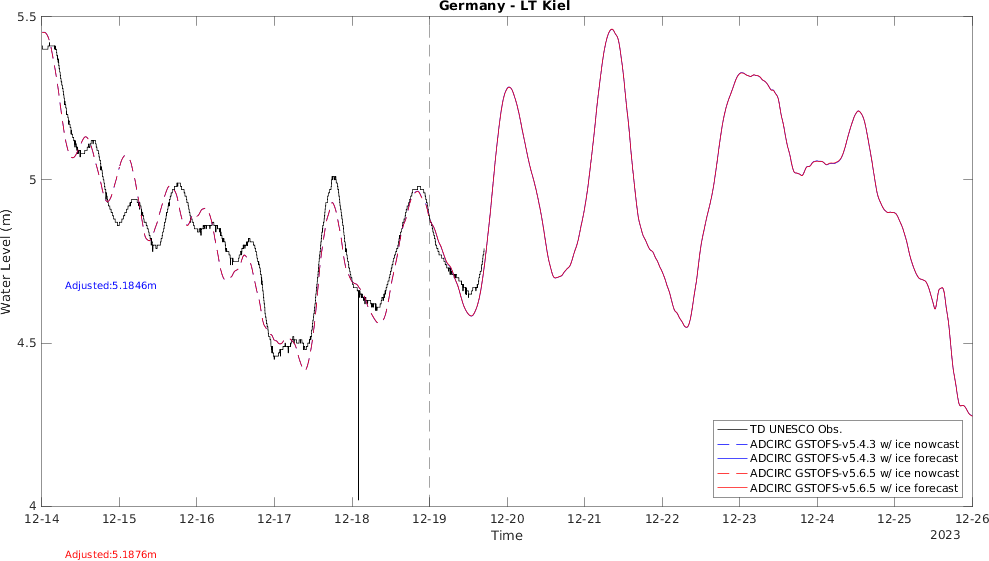 Germany - LT Kiel
5.5
5
4.5
4
Water Level (m)
Adjusted:5.1846m
TD UNESCO Obs.
ADCIRC GSTOFS-v5.4.3 w/ ice nowcast
ADCIRC GSTOFS-v5.4.3 w/ ice forecast
ADCIRC GSTOFS-v5.6.5 w/ ice nowcast
ADCIRC GSTOFS-v5.6.5 w/ ice forecast
12-14 12-15 12-16 12-17 12-18 12-19 12-20 12-21 12-22 12-23 12-24 12-25 12-26
Time
2023
Adjusted:5.1876m